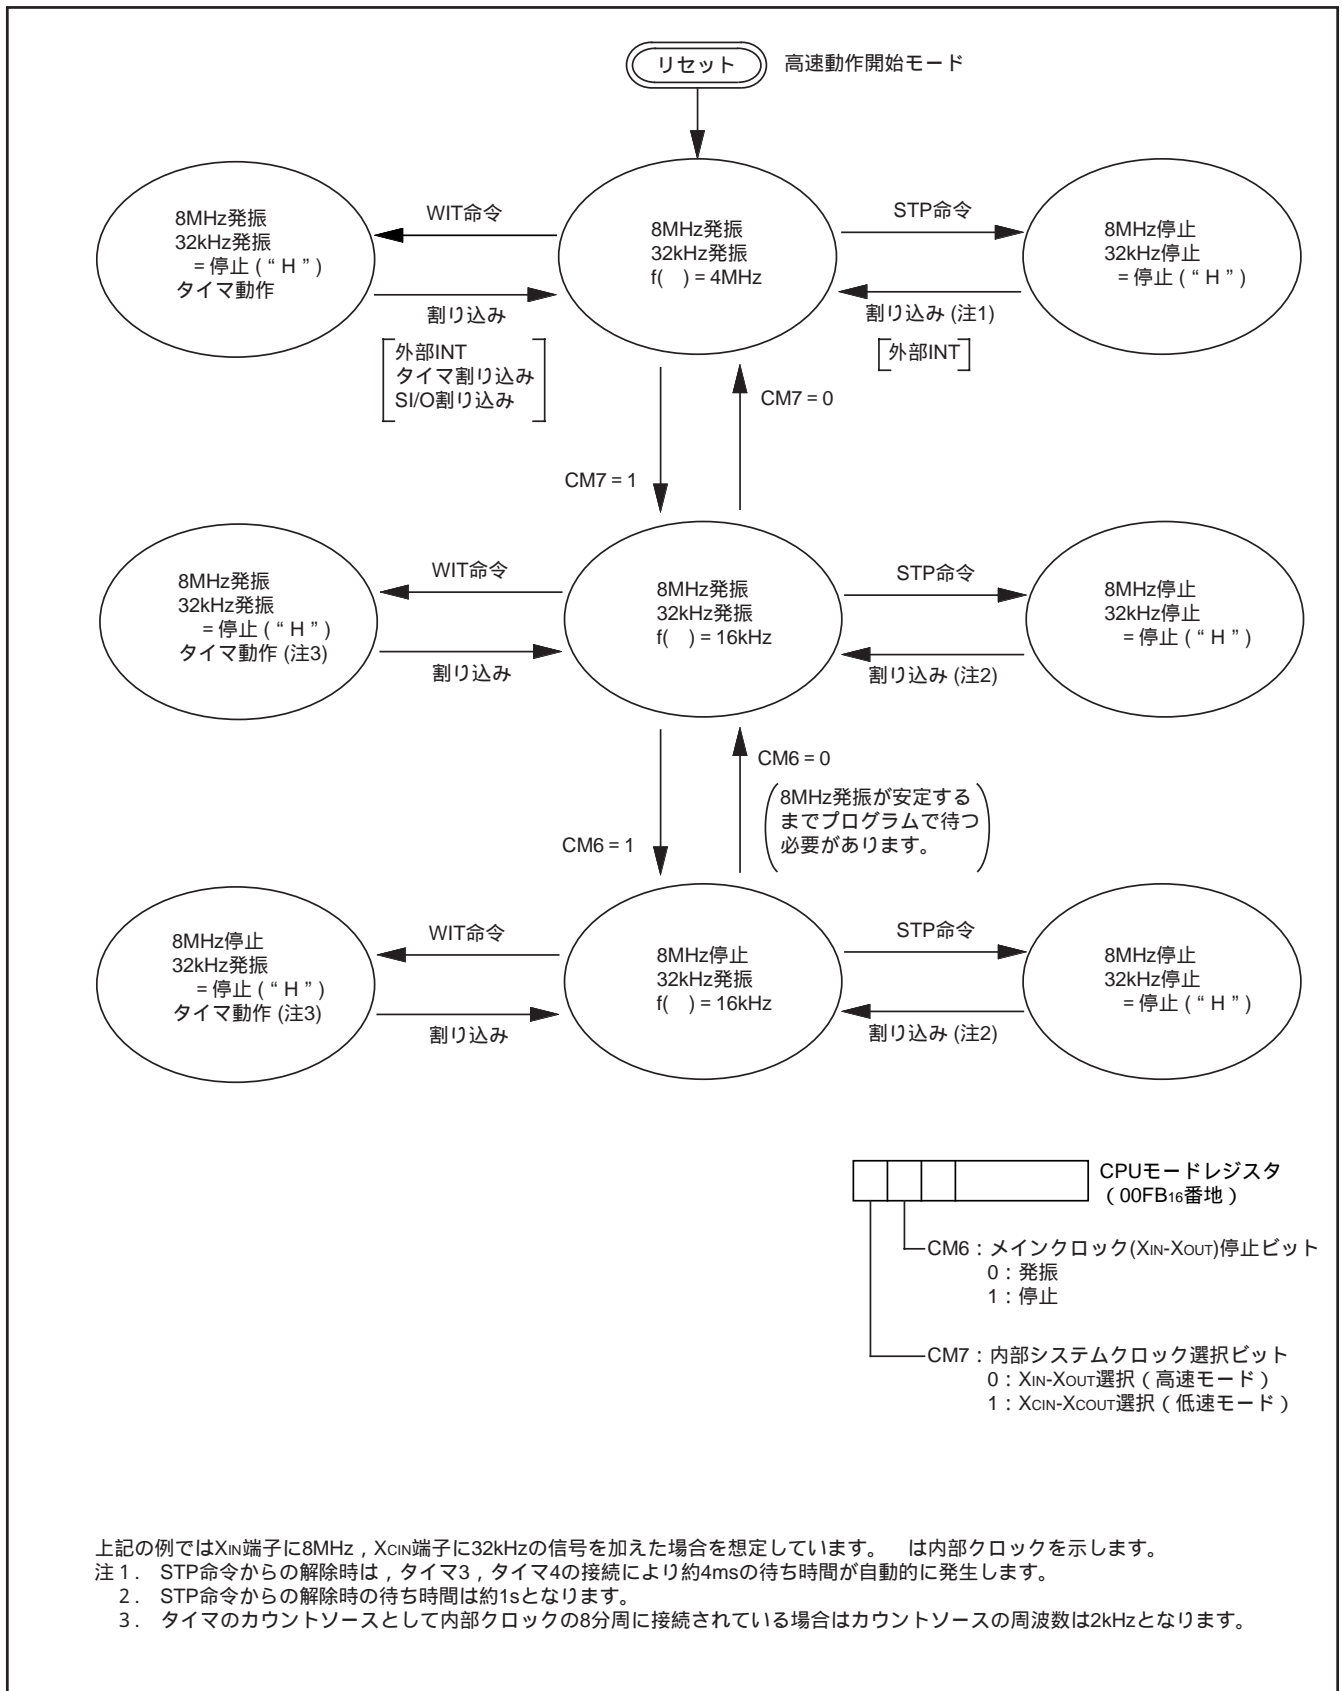 リセット
高速動作開始モード
8MHz発振
32kHz発振
= 停止 ( “ H ” )
タイマ動作
WIT命令
割り込み
外部INT
タイマ割り込み
SI/O割り込み
8MHz発振
32kHz発振
f( ) = 4MHz
STP命令
割り込み (注1)
外部INT
8MHz停止
32kHz停止
= 停止 ( “ H ” )
CM7 = 1
CM7 = 0
8MHz発振
32kHz発振
= 停止 ( “ H ” )
タイマ動作 (注3)
WIT命令
割り込み
8MHz発振
32kHz発振
f( ) = 16kHz
STP命令
割り込み (注2)
8MHz停止
32kHz停止
= 停止 ( “ H ” )
CM6 = 1
CM6 = 0
8MHz発振が安定する
までプログラムで待つ
必要があります。
8MHz停止
32kHz発振
= 停止 ( “ H ” )
タイマ動作 (注3)
WIT命令
割り込み
8MHz停止
32kHz発振
f( ) = 16kHz
STP命令
割り込み (注2)
8MHz停止
32kHz停止
= 停止 ( “ H ” )
CPUモードレジスタ
( 00FB16番地 )
CM6 : メインクロック(XIN-XOUT)停止ビット
0 : 発振
1 : 停止
CM7 : 内部システムクロック選択ビット
0 : XIN-XOUT選択 ( 高速モード )
1 : XCIN-XCOUT選択 ( 低速モード )
上記の例ではXIN端子に8MHz , XCIN端子に32kHzの信号を加えた場合を想定しています。 は内部クロックを示します。
注 1 . STP命令からの解除時は , タイマ3 , タイマ4の接続により約4msの待ち時間が自動的に発生します。
2 . STP命令からの解除時の待ち時間は約1sとなります。
3 . タイマのカウントソースとして内部クロックの8分周に接続されている場合はカウントソースの周波数は2kHzとなります。